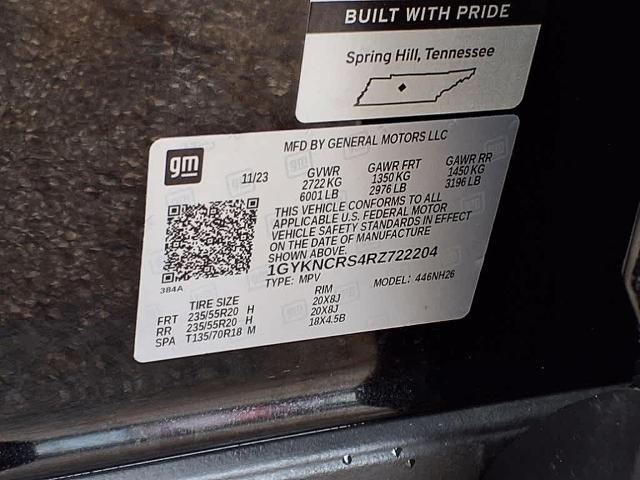 BUILT WITH PRIDE
Spring Hill, Tennessee
MFD BY GENERAL MOTORS LLC
gm
11/23 GVWR GAWR FRT GAWR RR
2722 KG 1350 KG 1450 KG
6001 LB 2976 LB 3196 LB
THIS VEHICLE CONFORMS TO ALL
APPLICABLE U.S. FEDERAL MOTOR
VEHICLE SAFETY STANDARDS IN EFFECT
ON THE DATE OF MANUFACTURE
SHOWN ABOVE.
1GYKNCRS4RZ722204
384A
TYPE: MPV MODEL: 446NH26
TIRE SIZE RIM
FRT 235/55R20 H 20X8J
RR 235/55R20 H 20X8J
SPA T135/70R18 M 18X4.5B